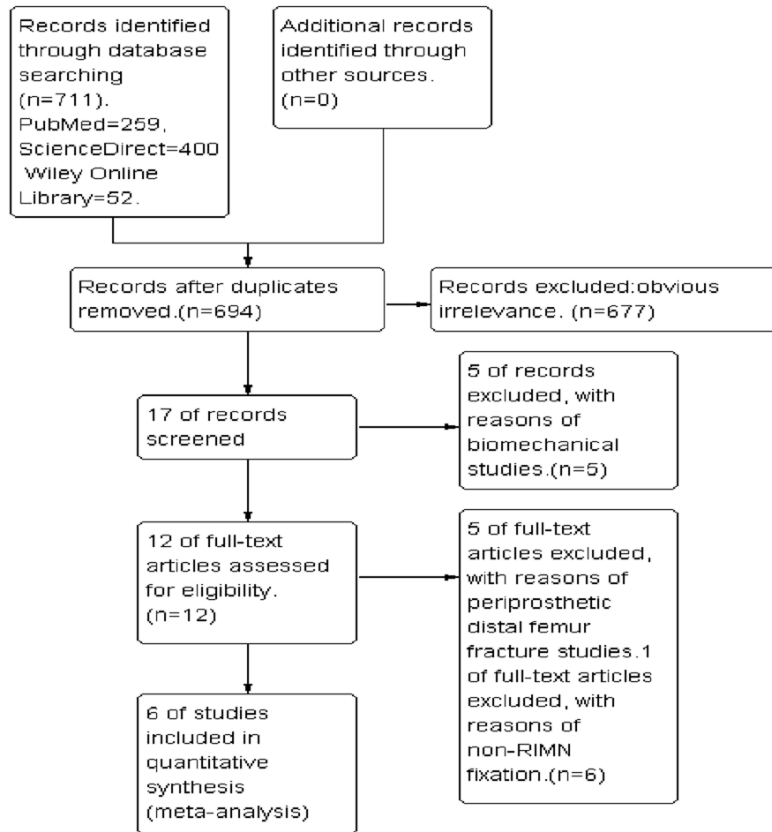 Records identified
through database
searching
(n=711).
PubMed=259,
ScienceDirect=400
Wiley Online
Library=52.
Additional records
identified through
other sources.
(n=0)
Records after duplicates
removed.(n=694)
Records excluded:obvious
irrelevance. (n=677)
17 of records
screened
5 of records
excluded, with
reasons of
biomechanical
studies.(n=5)
12 of full-text
articles assessed
for eligibility.
(n=12)
5 of full-text
articles excluded,
with reasons of
periprosthetic
distal femur
fracture studies.1
of full-text articles
excluded, with
reasons of
non-RIMN
fixation.(n=6)
6 of studies
included in
quantitative
synthesis
(meta-analysis)